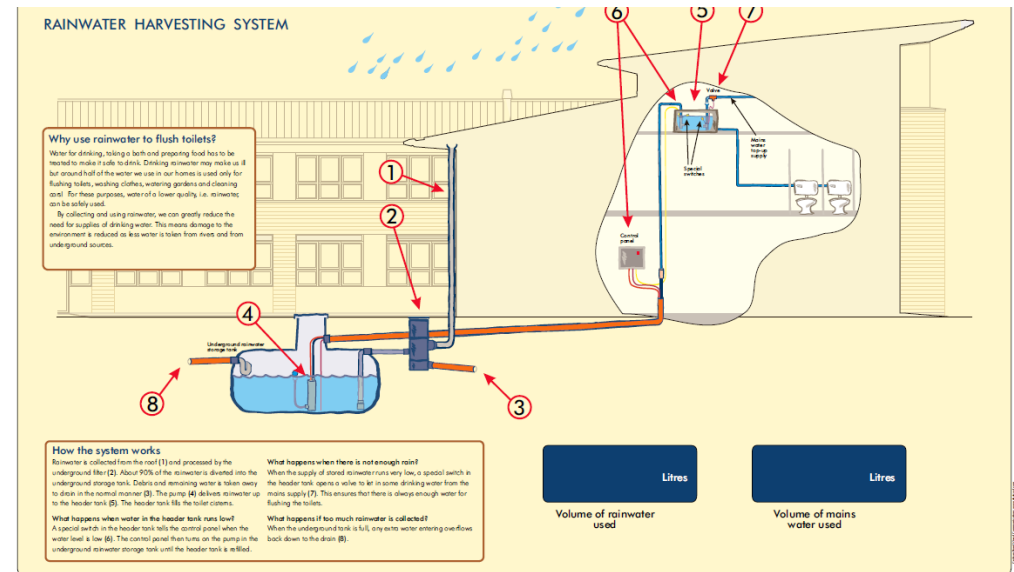 RAINWATER HARVESTING SYSTEM
6
5
7
Valve
Mains
water
top-up
supply
Special
switches
Why use rainwater to flush toilets?
Water for drinking, taking a bath and preparing food has to be
treated to make it safe to drink. Drinking rainwater may make us ill
but around half of the water we use in our homes is used only for
flushing toilets, washing clothes, watering gardens and cleaning
cars! For these purposes, water of a lower quality, i.e. rainwater,
can be safely used.
By collecting and using rainwater, we can greatly reduce the
need for supplies of drinking water. This means damage to the
environment is reduced as less water is taken from rivers and from
underground sources.
1
2
Control
panel
4
Underground rainwater
storage tank
8
3
How the system works
Rainwater is collected from the roof (1) and processed by the
underground filter (2). About 90% of the rainwater is diverted into the
underground storage tank. Debris and remaining water is taken away
to drain in the normal manner (3). The pump (4) delivers rainwater up
to the header tank (5). The header tank fills the toilet cisterns.
What happens when water in the header tank runs low?
A special switch in the header tank tells the control panel when the
water level is low (6). The control panel then turns on the pump in the
underground rainwater storage tank until the header tank is refilled.
What happens when there is not enough rain?
When the supply of stored rainwater runs very low, a special switch in
the header tank opens a valve to let in some drinking water from the
mains supply (7). This ensures that there is always enough water for
flushing the toilets.
What happens if too much rainwater is collected?
When the underground tank is full, any extra water entering overflows
back down to the drain (8).
Litres
Volume of rainwater
used
Litres
Volume of mains
water used